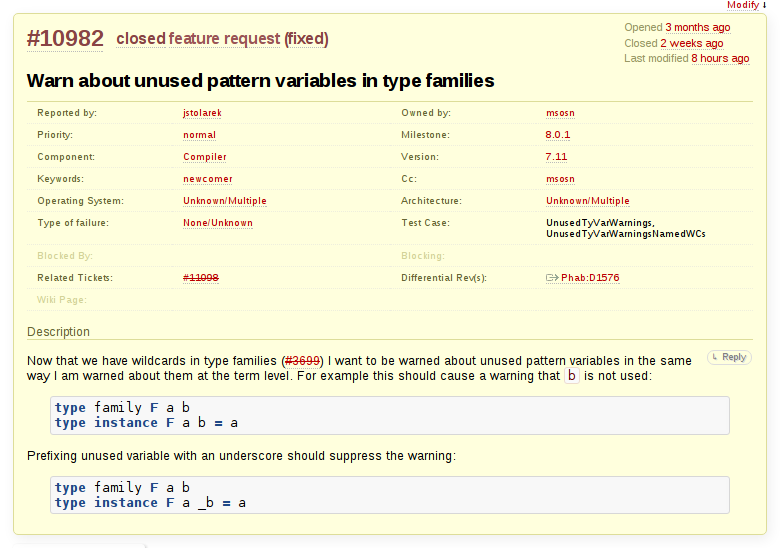 Modify ↓
#10982 closed feature request (fixed)
Opened 3 months ago
Closed 2 weeks ago
Last modified 8 hours ago
Warn about unused pattern variables in type families
Reported by: jstolarek Owned by: msosn
Priority: normal Milestone: 8.0.1
Component: Compiler Version: 7.11
Keywords: newcomer Cc: msosn
Operating System: Unknown/Multiple Architecture: Unknown/Multiple
Type of failure: None/Unknown Test Case: UnusedTyVarWarnings,
UnusedTyVarWarningsNamedWCs
Blocked By: Blocking:
Related Tickets: #11098 Differential Rev(s): Phab:D1576
Wiki Page:
Description
↳ Reply
Now that we have wildcards in type families (#3699) I want to be warned about unused pattern variables in the same
way I am warned about them at the term level. For example this should cause a warning that b is not used:
type family F a b
type instance F a b = a
Prefixing unused variable with an underscore should suppress the warning:
type family F a b
type instance F a _b = a